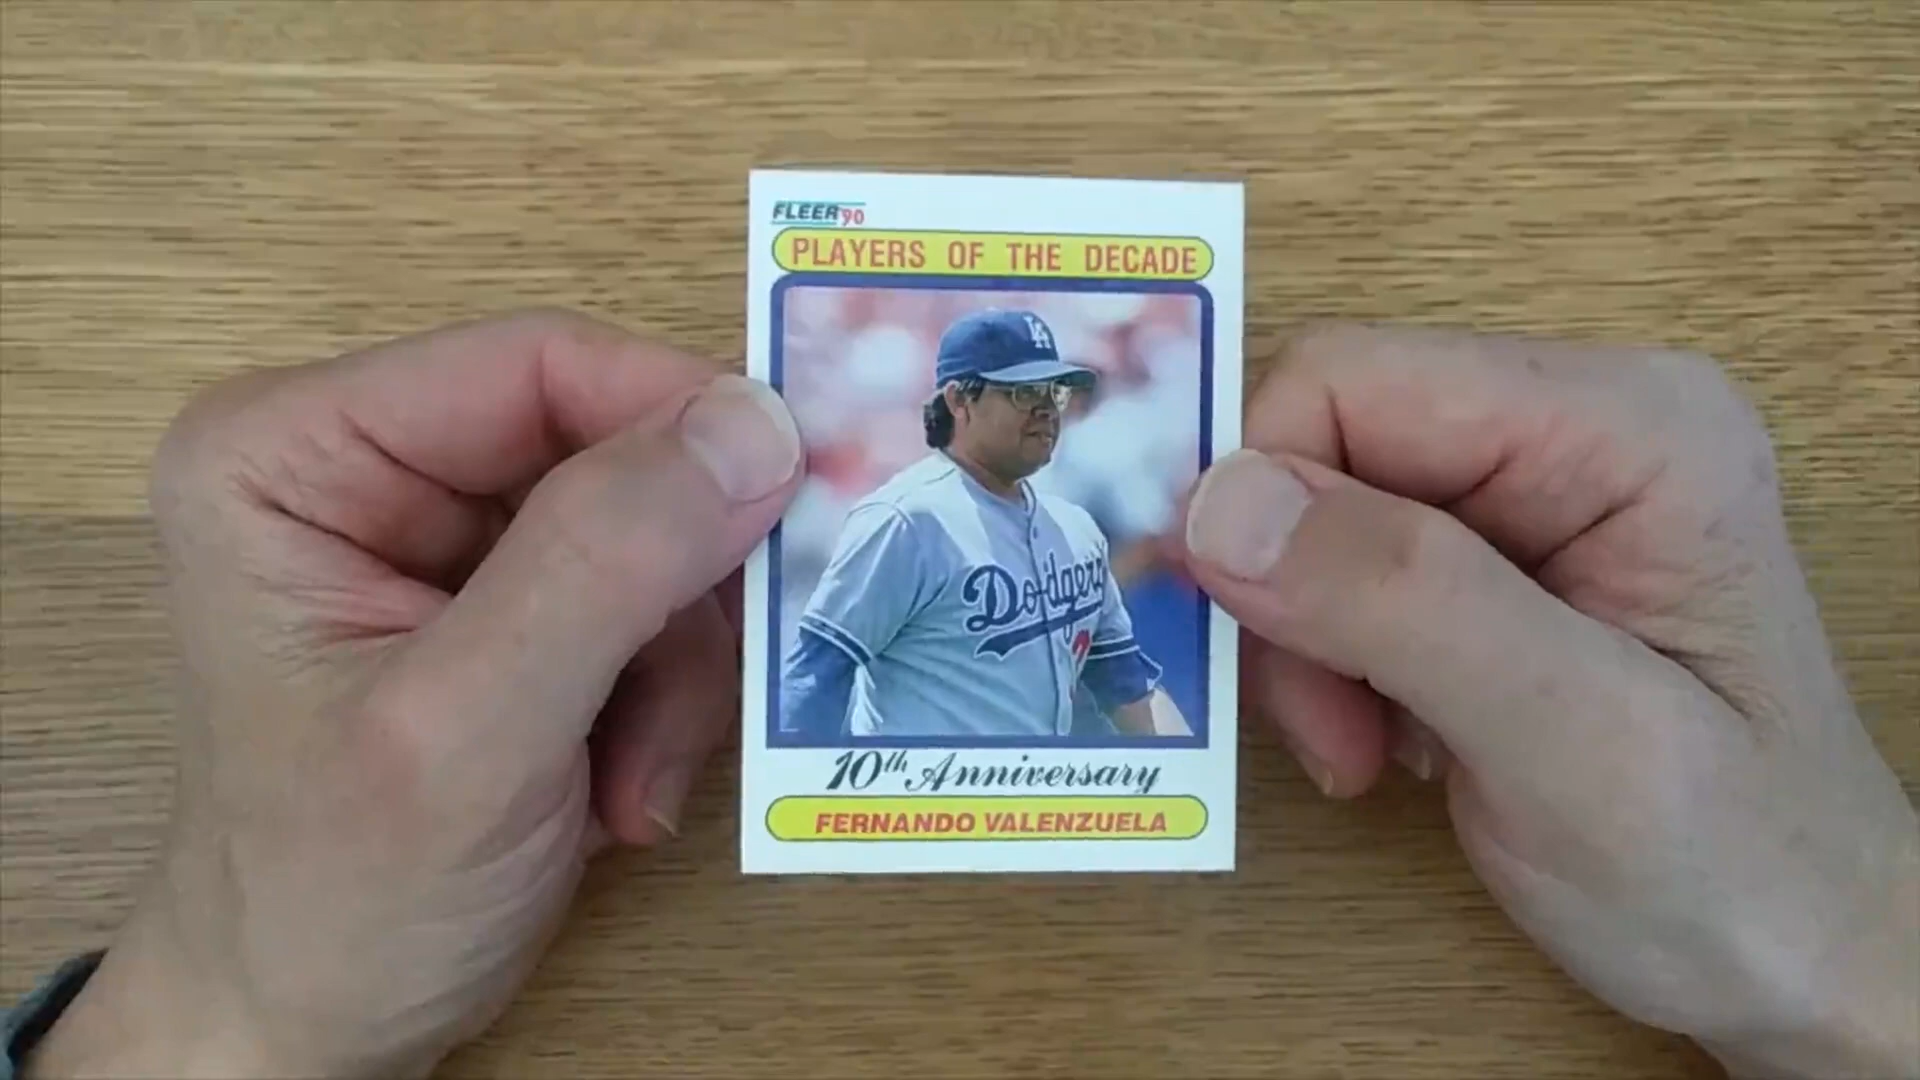 FLEER 90
PLAYERS OF THE DECADE
LA
Dodgers
10th Anniversary
FERNANDO VALENZUELA